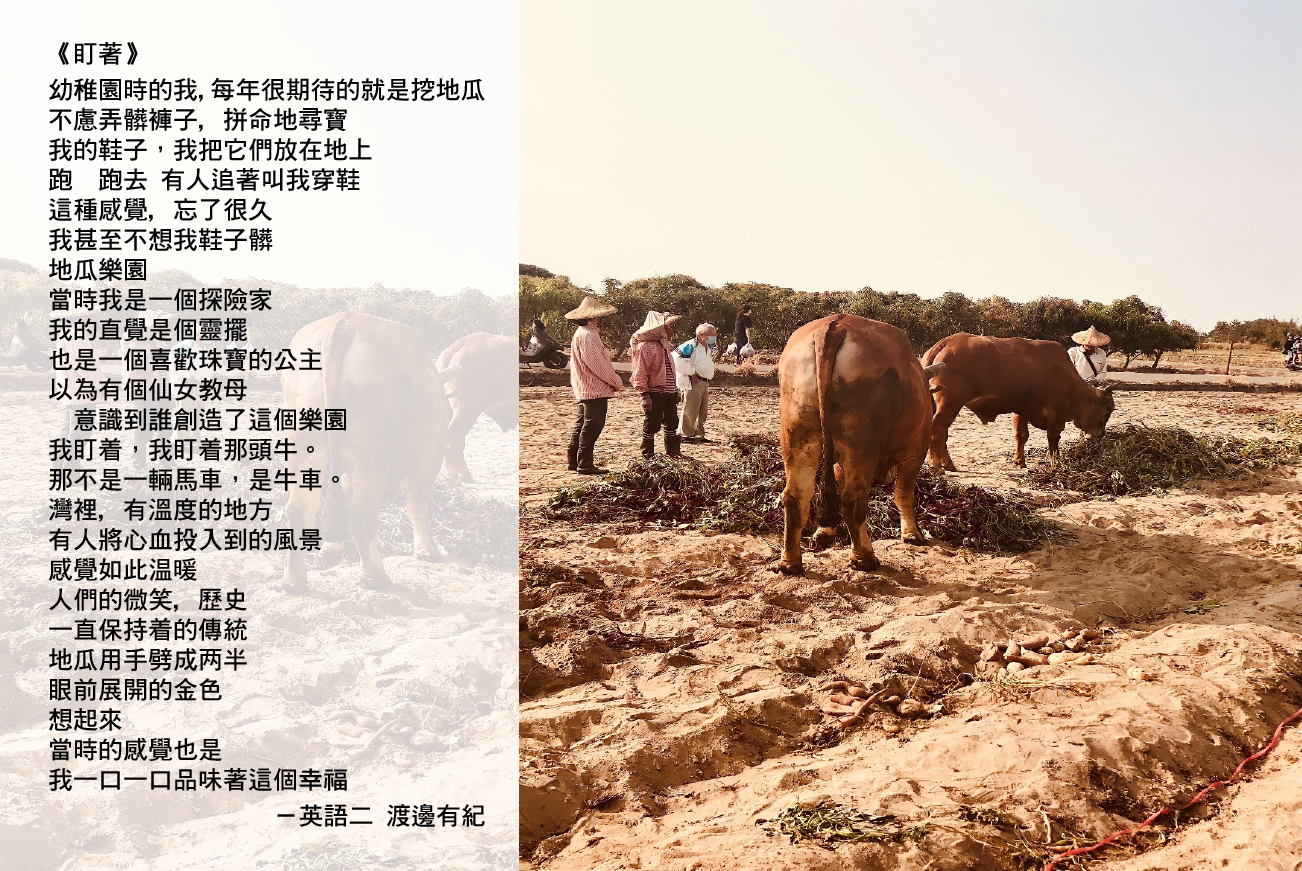 《盯著》
幼稚園時的我,每年很期待的就是挖地瓜
不慮弄髒褲子, 拼命地尋寶
我的鞋子，我把它們放在地上
跑　跑去 有人追著叫我穿鞋
這種感覺, 忘了很久
我甚至不想我鞋子髒
地瓜樂園
當時我是一個探險家
我的直覺是個靈擺
也是一個喜歡珠寶的公主
以為有個仙女教母
　意識到誰創造了這個樂園
我盯着，我盯着那頭牛。
那不是一輛馬車，是牛車。
灣裡, 有溫度的地方
有人將心血投入到的風景
感覺如此温暖
人們的微笑, 歷史
一直保持着的傳統
地瓜用手劈成两半
眼前展開的金色
想起來
當時的感覺也是
我一口一口品味著這個幸福
－英語二 渡邊有紀